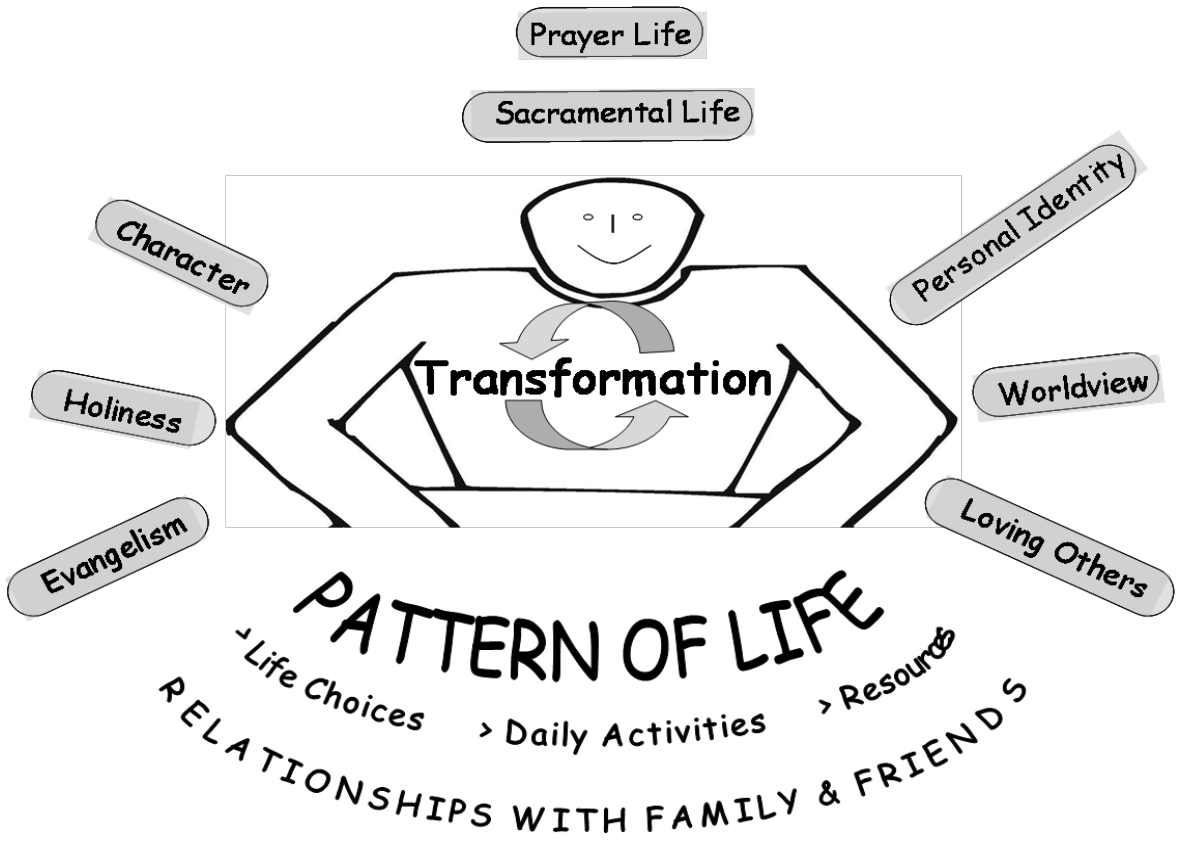 Prayer Life
Sacramental Life
Character
Personal Identity
Transformation
Holiness
Worldview
Evangelism
Loving Others
PATTERN OF LIFE
> Life Choices
> Daily Activities
> Resources
RELATIONSHIPS WITH FAMILY & FRIENDS